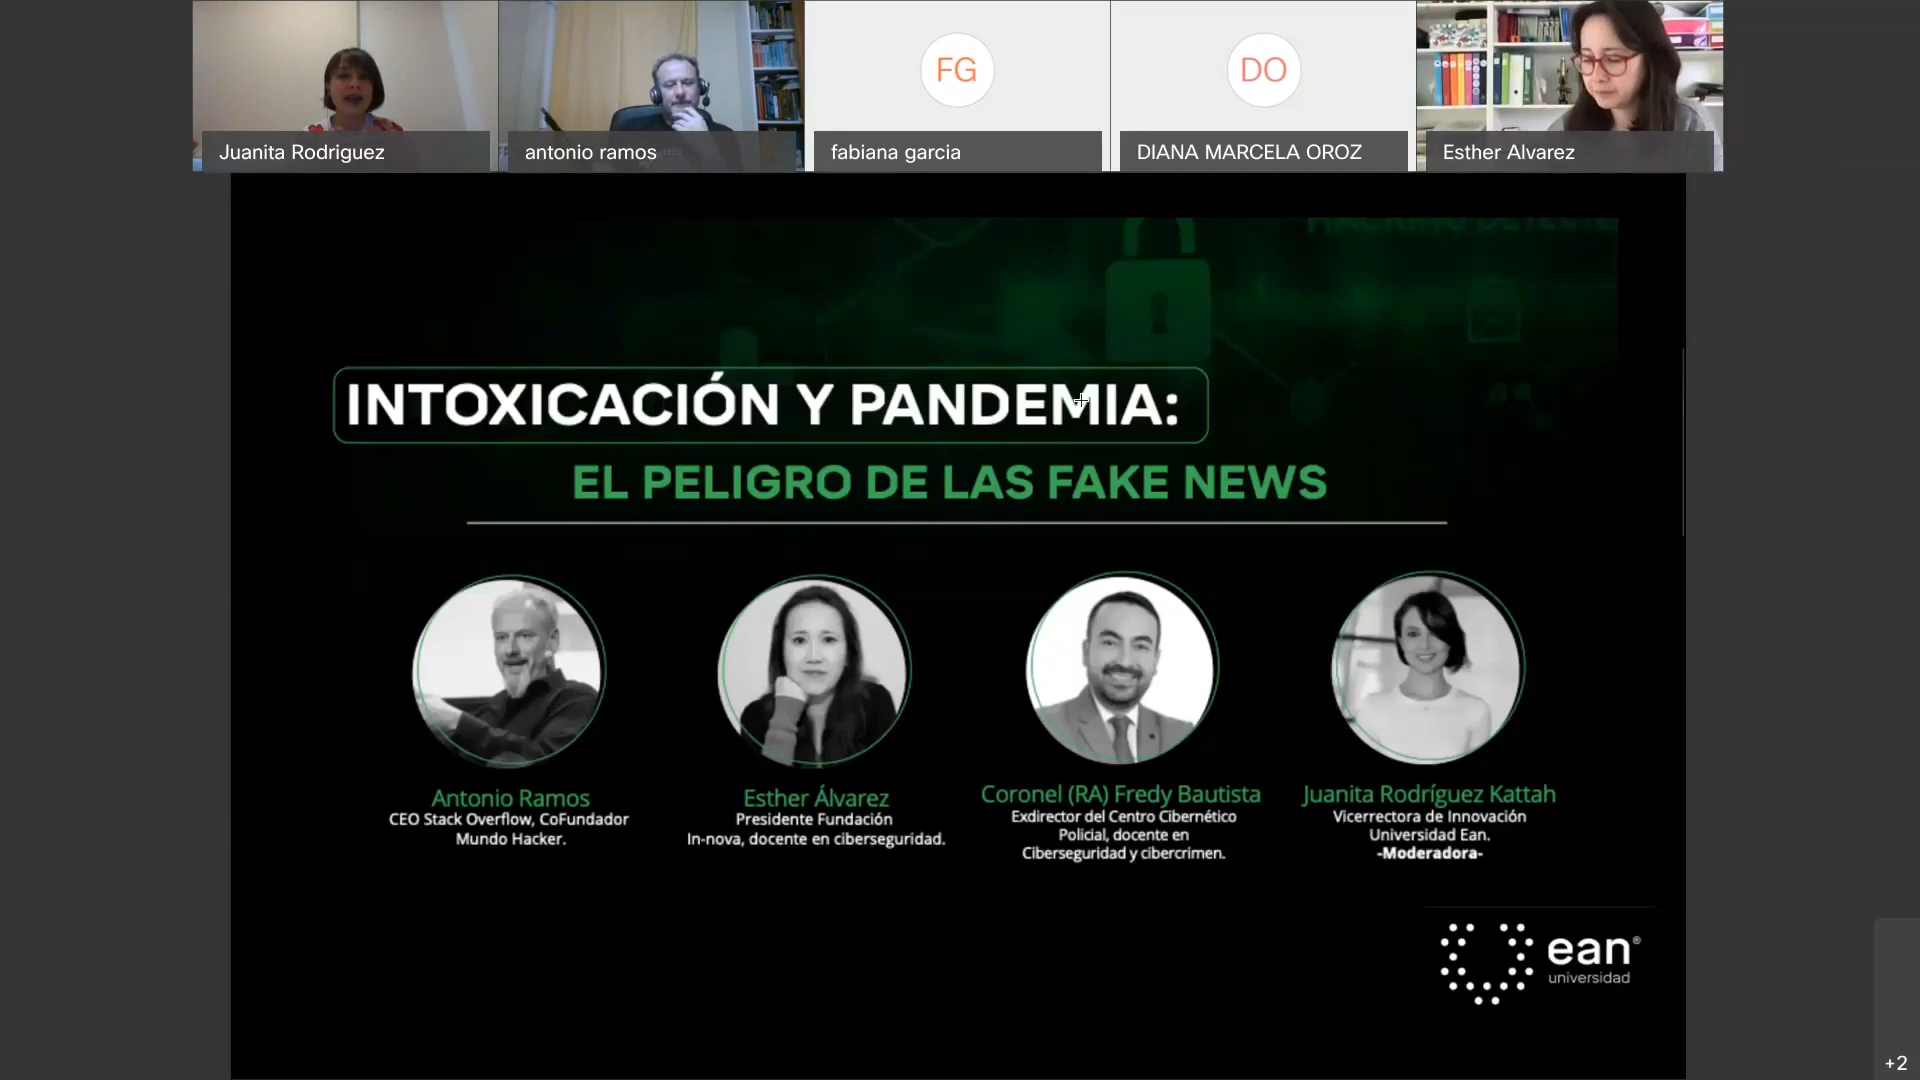 Juanita Rodriguez
antonio ramos
FG
fabiana garcia
DO
DIANA MARCELA OROZ
Esther Alvarez
INTOXICACIÓN Y PANDEMIA:
EL PELIGRO DE LAS FAKE NEWS
Antonio Ramos
CEO Stack Overflow, CoFundador
Mundo Hacker.
Esther Álvarez
Presidente Fundación
In-nova, docente en ciberseguridad.
Coronel (RA) Fredy Bautista
Exdirector del Centro Cibernético
Policial, docente en
Ciberseguridad y cibercrimen.
Juanita Rodríguez Kattah
Vicerrectora de Innovación
Universidad Ean.
-Moderadora-
ean®
universidad
+2